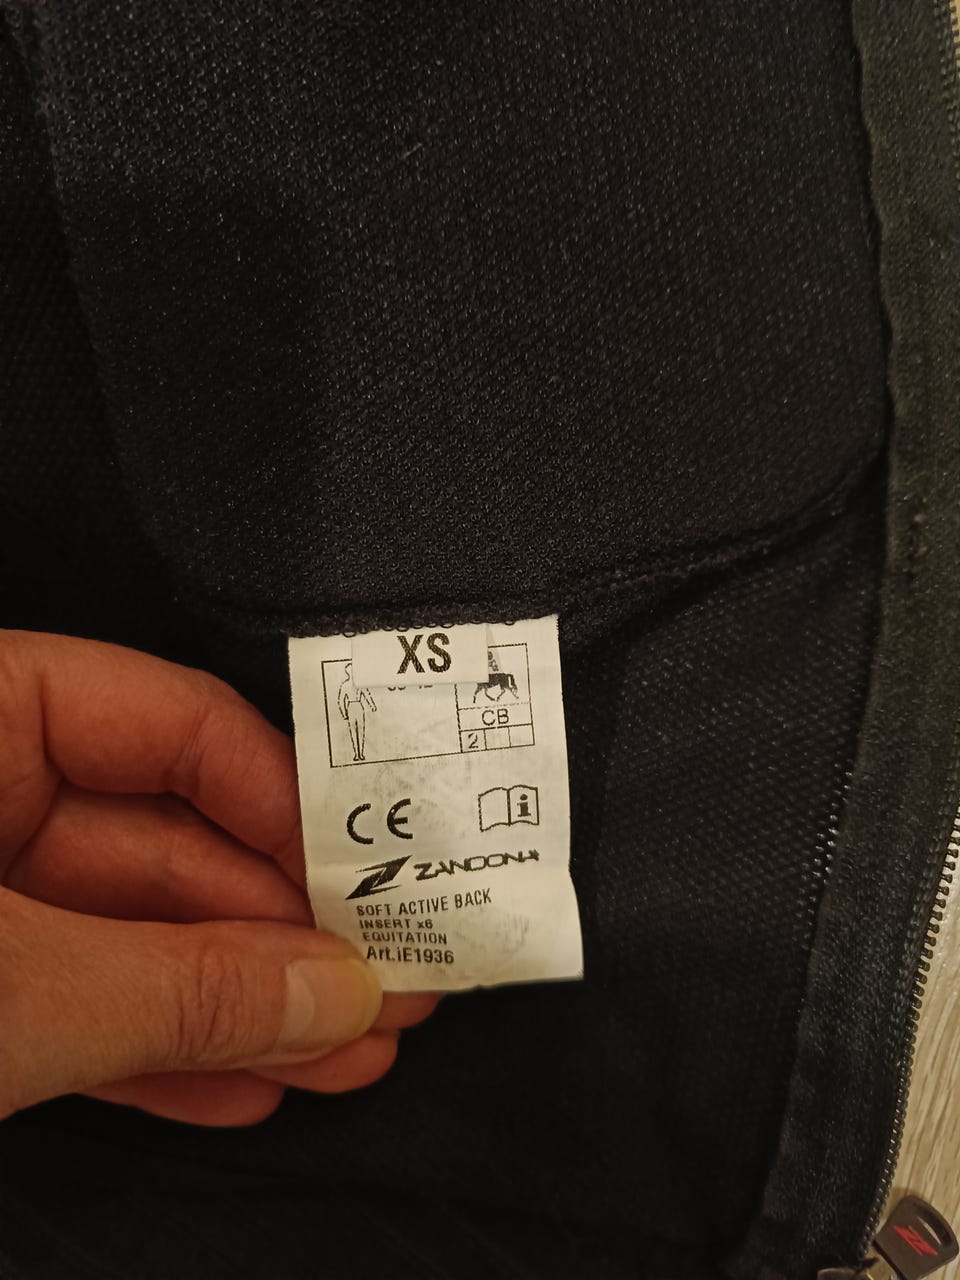 XS
CB
2
CE
i
ZANDONA
SOFT ACTIVE BACK
INSERT x6
EQUITATION
Art.iE1936